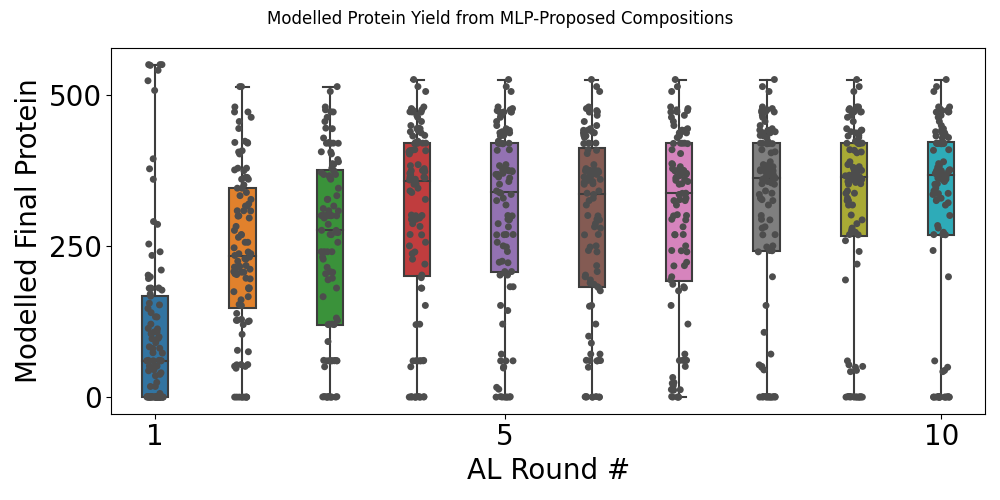 Modelled Protein Yield from MLP-Proposed Compositions
Modelled Final Protein
500
250
0
1
5
10
AL Round #